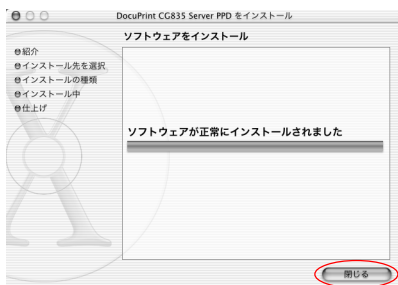 DocuPrint CG835 Server PPD をインストール
ソフトウェアをインストール
紹介
インストール先を選択
インストールの種類
インストール中
仕上げ
ソフトウェアが正常にインストールされました
閉じる